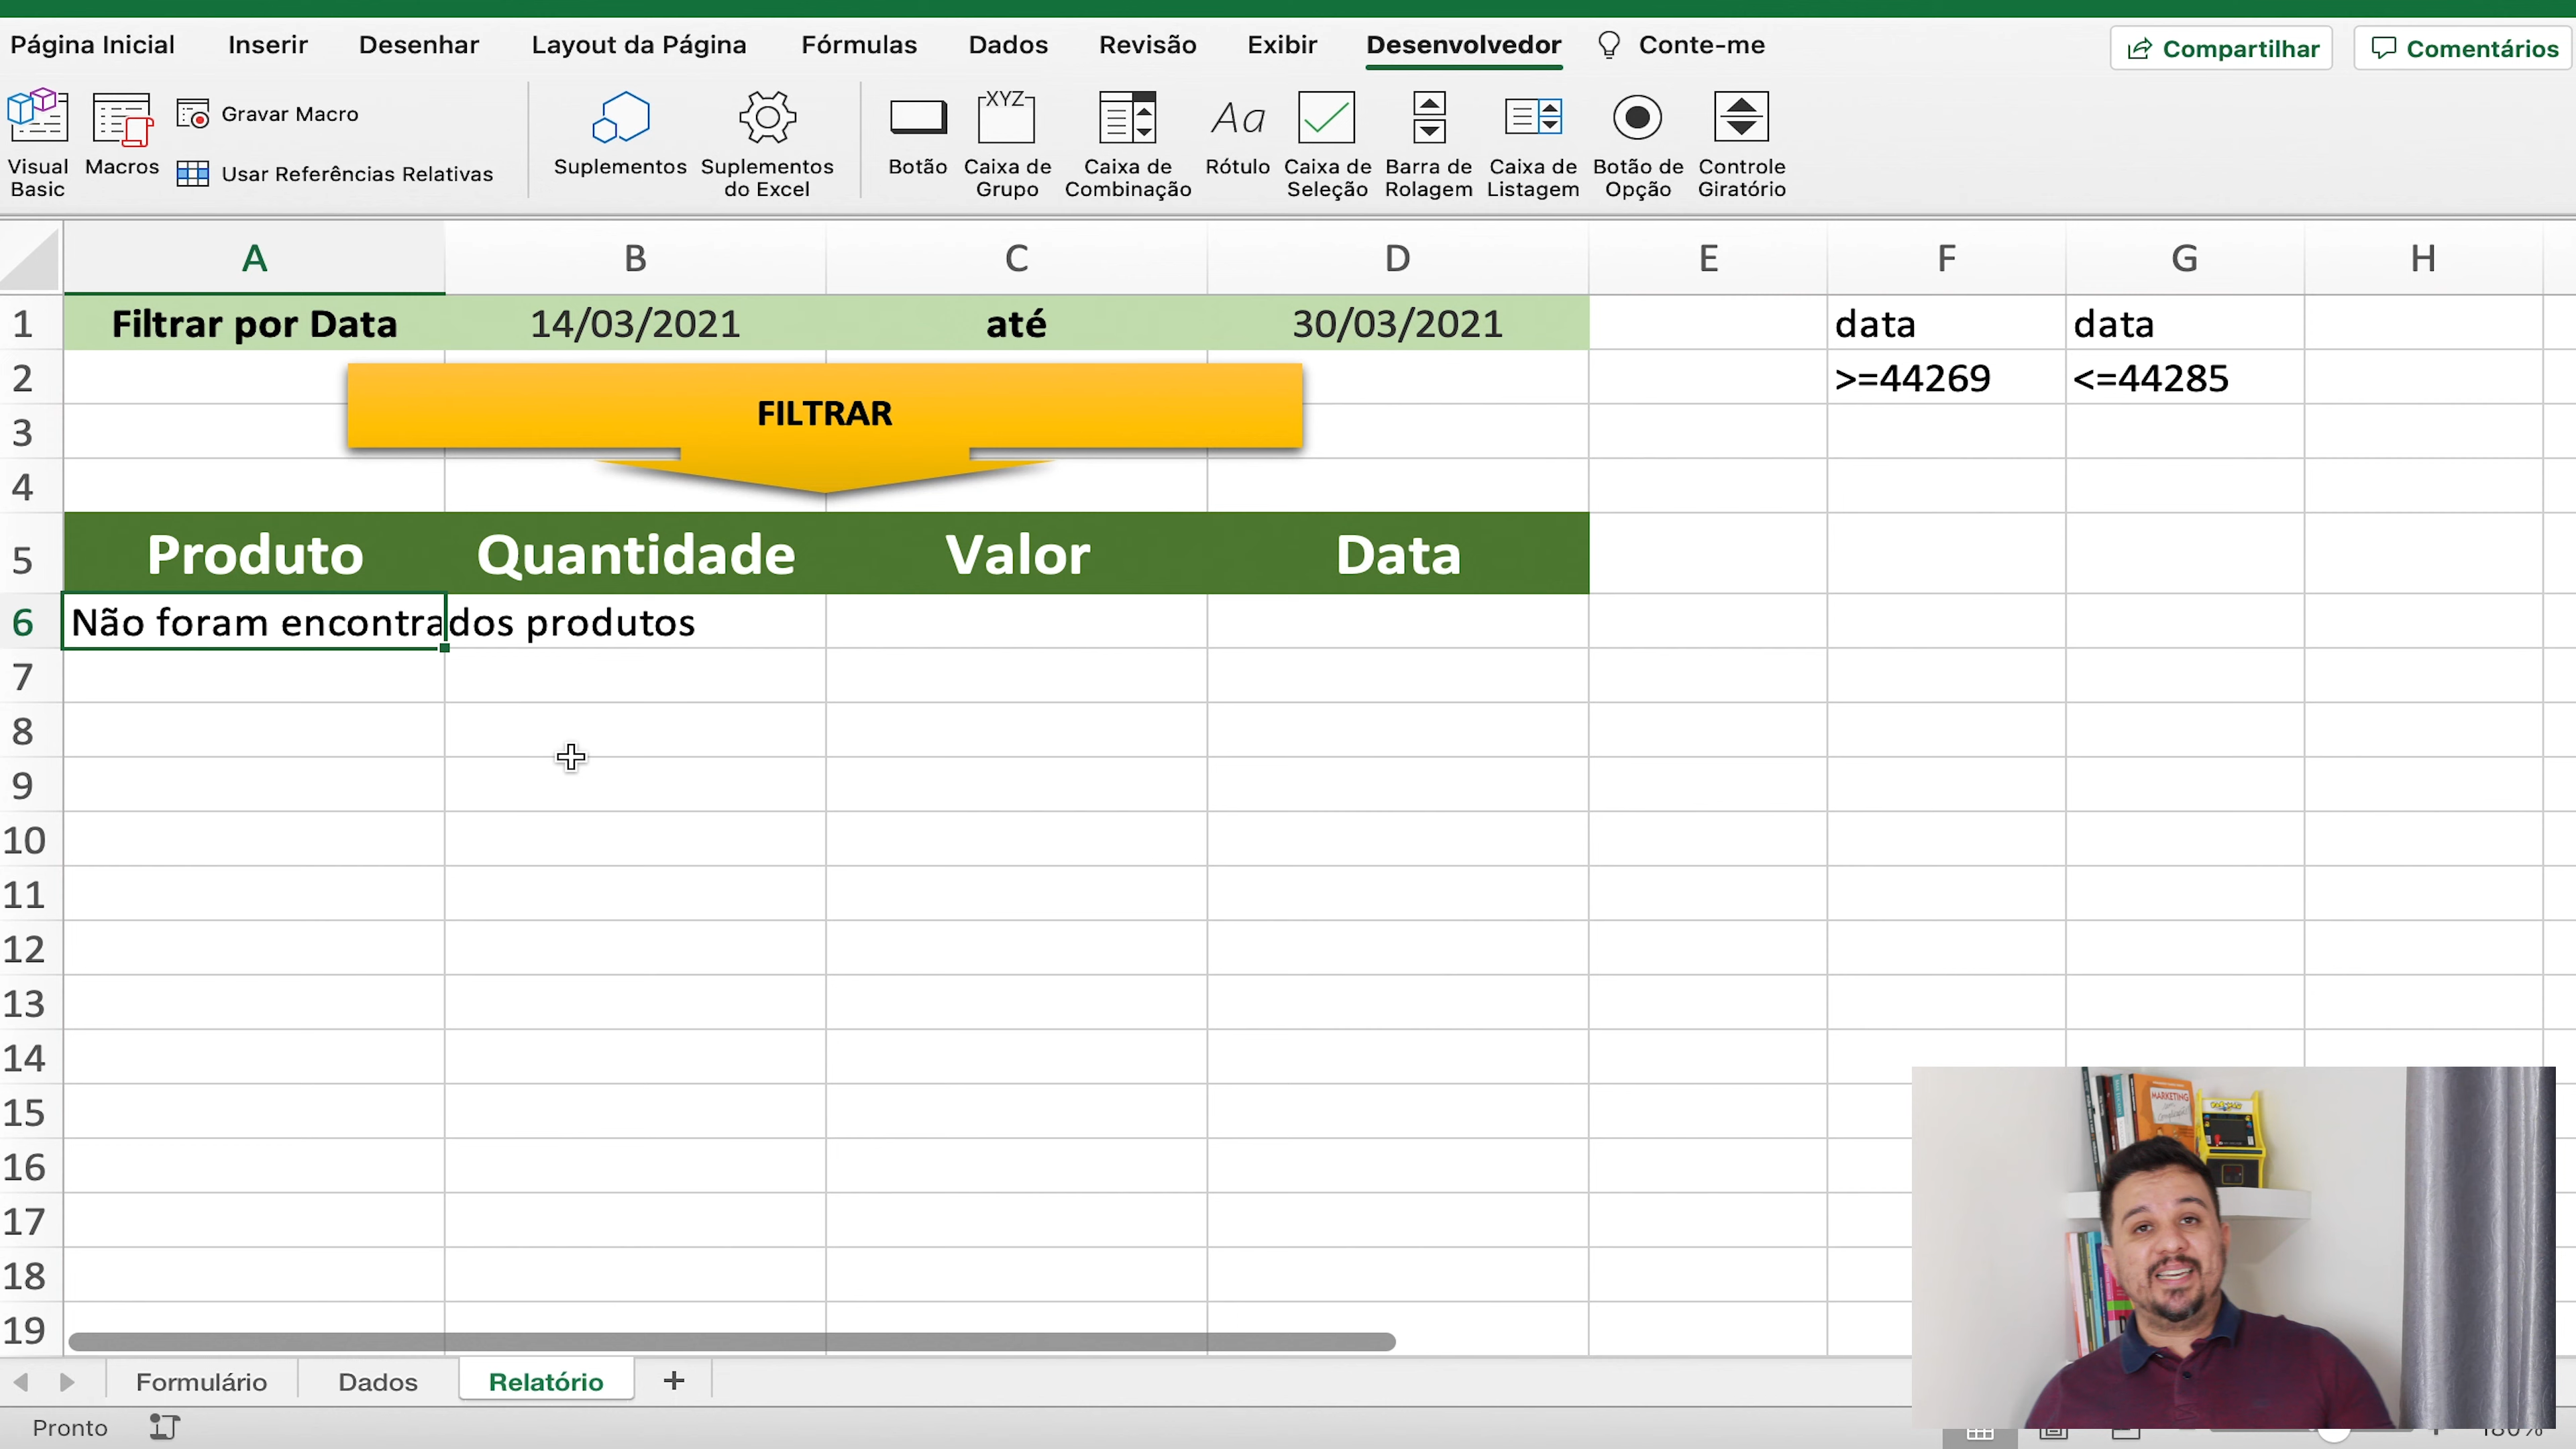 Página Inicial Inserir Desenhar Layout da Página Fórmulas Dados Revisão Exibir Desenvolvedor Conte-me Compartilhar Comentários
Visual Basic
Macros
Gravar Macro
Usar Referências Relativas
Suplementos
Suplementos do Excel
Botão
XYZ
Caixa de Grupo
Caixa de Combinação
Aa
Rótulo
Caixa de Seleção
Barra de Rolagem
Caixa de Listagem
Botão de Opção
Controle Giratório
A B C D E F G H
1 Filtrar por Data 14/03/2021 até 30/03/2021 data data
2 >=44269 <=44285
FILTRAR
3
4
5 Produto Quantidade Valor Data
6 Não foram encontrados produtos
7
8
9
10
11
12
13
14
15
16
17
18
19
MARKETING
Formulário Dados Relatório +
Pronto
180%